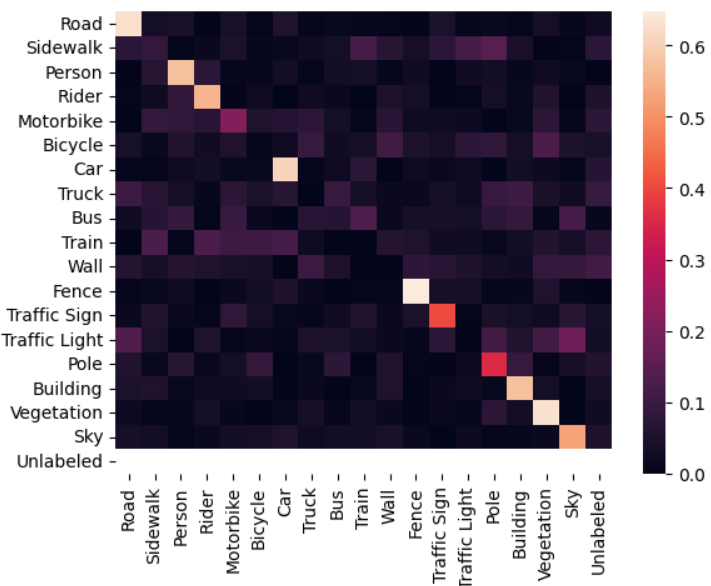 Road
Sidewalk
Person
Rider
Motorbike
Bicycle
Car
Truck
Bus
Train
Wall
Fence
Traffic Sign
Traffic Light
Pole
Building
Vegetation
Sky
Unlabeled
Road
Sidewalk
Person
Rider
Motorbike
Bicycle
Car
Truck
Bus
Train
Wall
Fence
Traffic Sign
Traffic Light
Pole
Building
Vegetation
Sky
Unlabeled
0.6
0.5
0.4
0.3
0.2
0.1
0.0